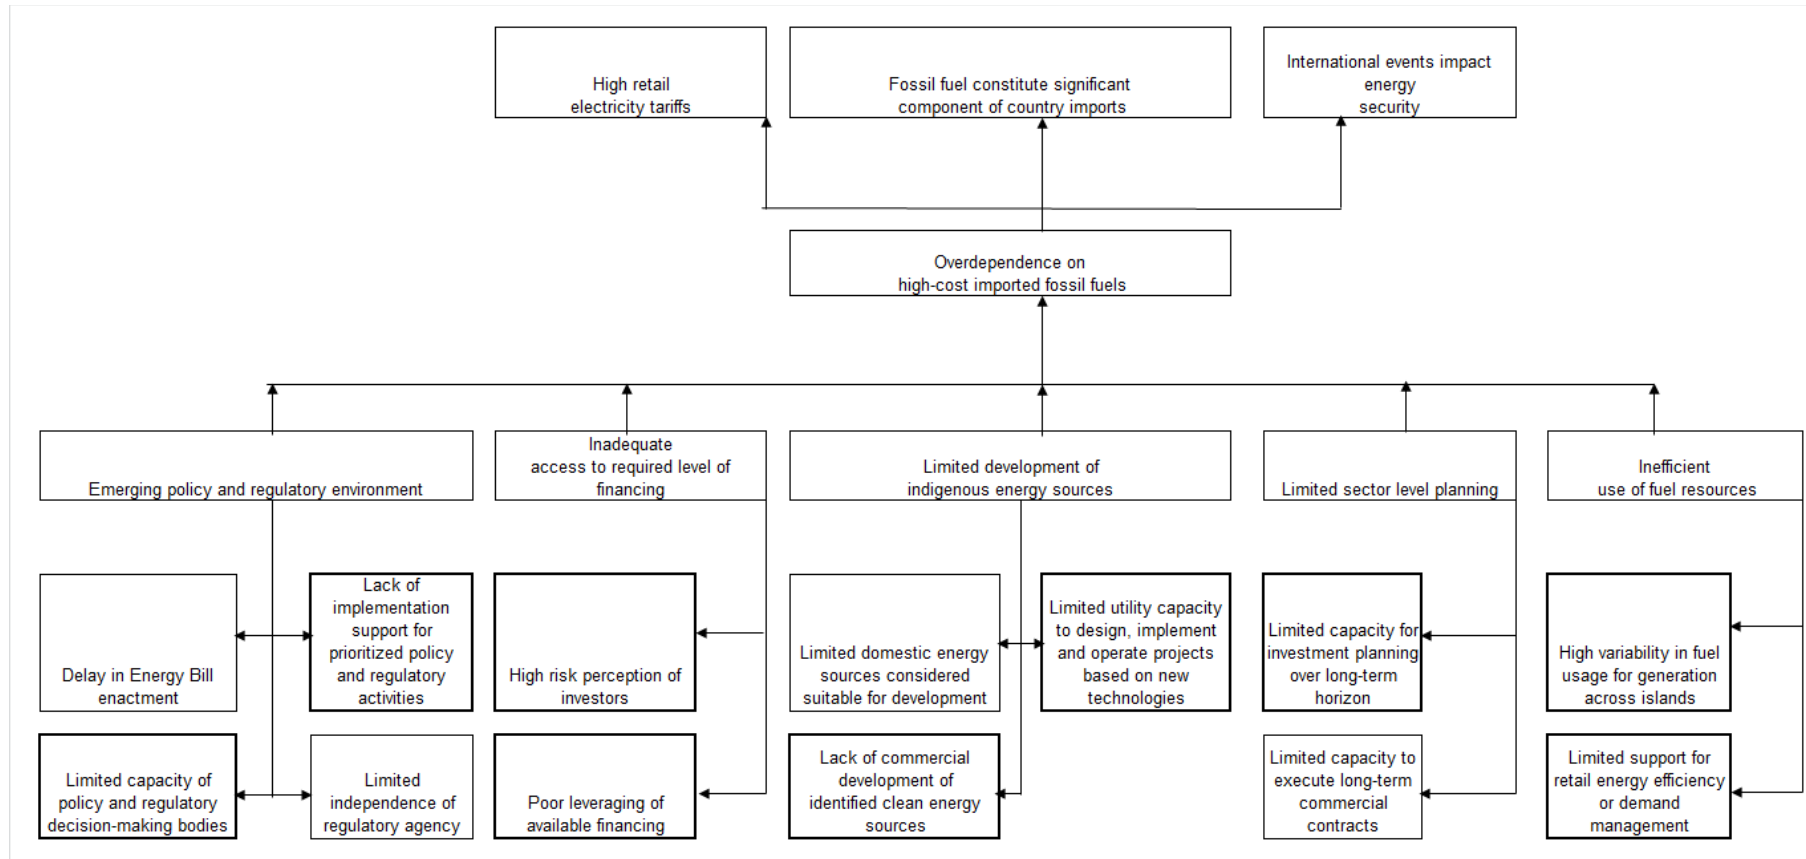 High retail
electricity tariffs
Fossil fuel constitute significant
component of country imports
International events impact
energy
security
Overdependence on
high-cost imported fossil fuels
Emerging policy and regulatory environment
Inadequate
access to required level of
financing
Limited development of
indigenous energy sources
Limited sector level planning
Inefficient
use of fuel resources
Delay in Energy Bill
enactment
Lack of
implementation
support for
prioritized policy
and regulatory
activities
High risk perception of
investors
Limited domestic energy
sources considered
suitable for development
Limited utility capacity
to design, implement
and operate projects
based on new
technologies
Limited capacity for
investment planning
over long-term
horizon
High variability in fuel
usage for generation
across islands
Limited capacity of
policy and regulatory
decision-making bodies
Limited
independence of
regulatory agency
Poor leveraging of
available financing
Lack of commercial
development of
identified clean energy
sources
Limited capacity to
execute long-term
commercial
contracts
Limited support for
retail energy efficiency
or demand
management